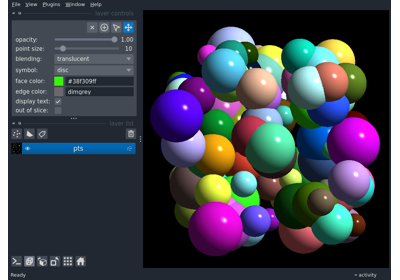 File View Plugins Window Help
layer controls
opacity: 1.00
point size: 10
blending: translucent
symbol: disc
face color: #38f309ff
edge color: dimgrey
display text:
out of slice:
layer list
pts
Ready
activity